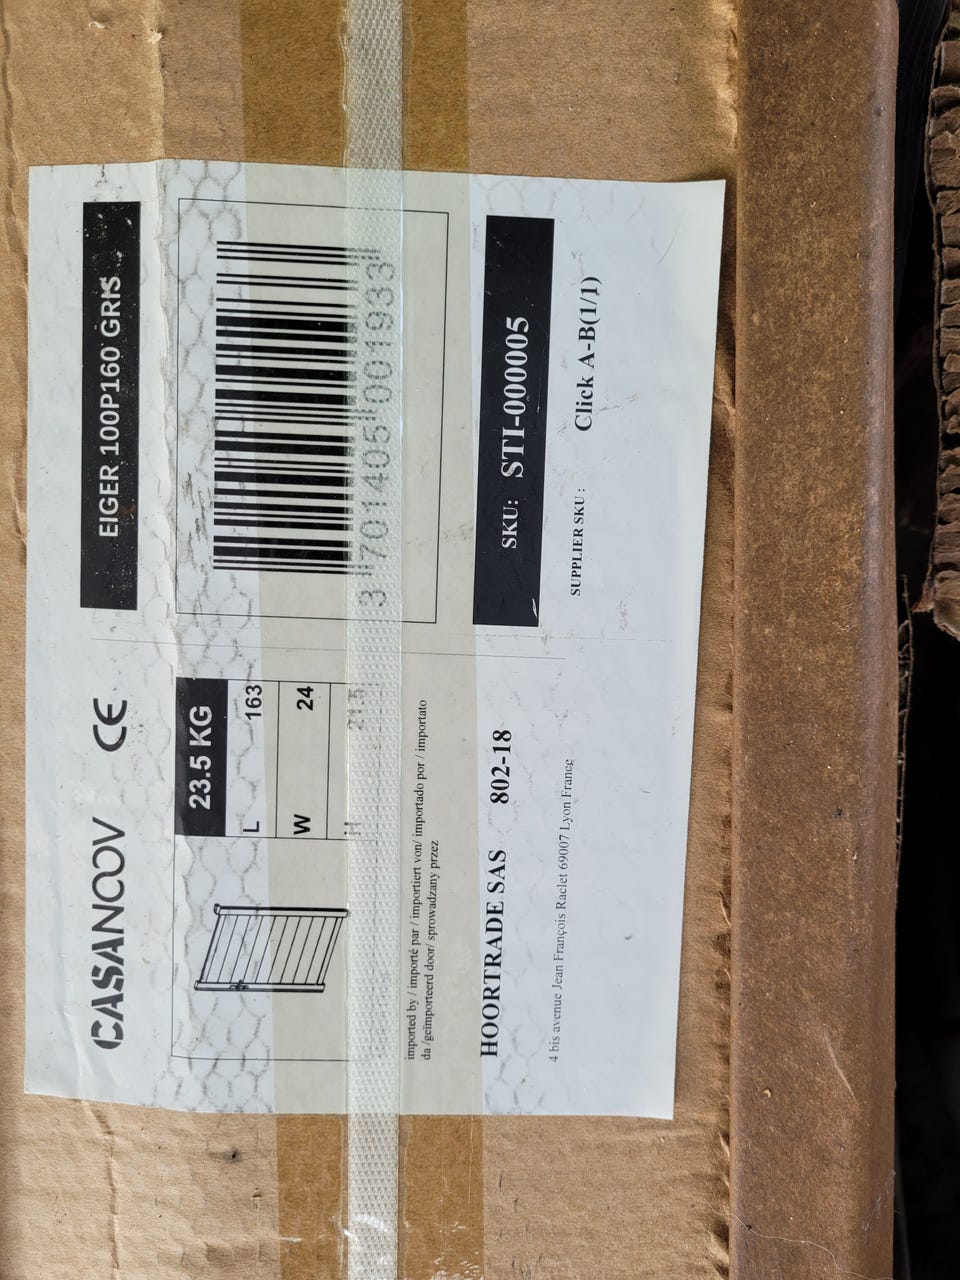 CASANOOV CE
EIGER 100P160 GRIS
23.5 KG
L 163
W 24
3 701405 001933
imported by / importé par / importiert von/ importado por / importato
da /geïmporteerd door/ sprowadzany przez
HOORTRADE SAS 802-18
4 bis avenue Jean François Raclet 69007 Lyon France
SKU: STI-000005
SUPPLIER SKU : Click A-B(1/1)